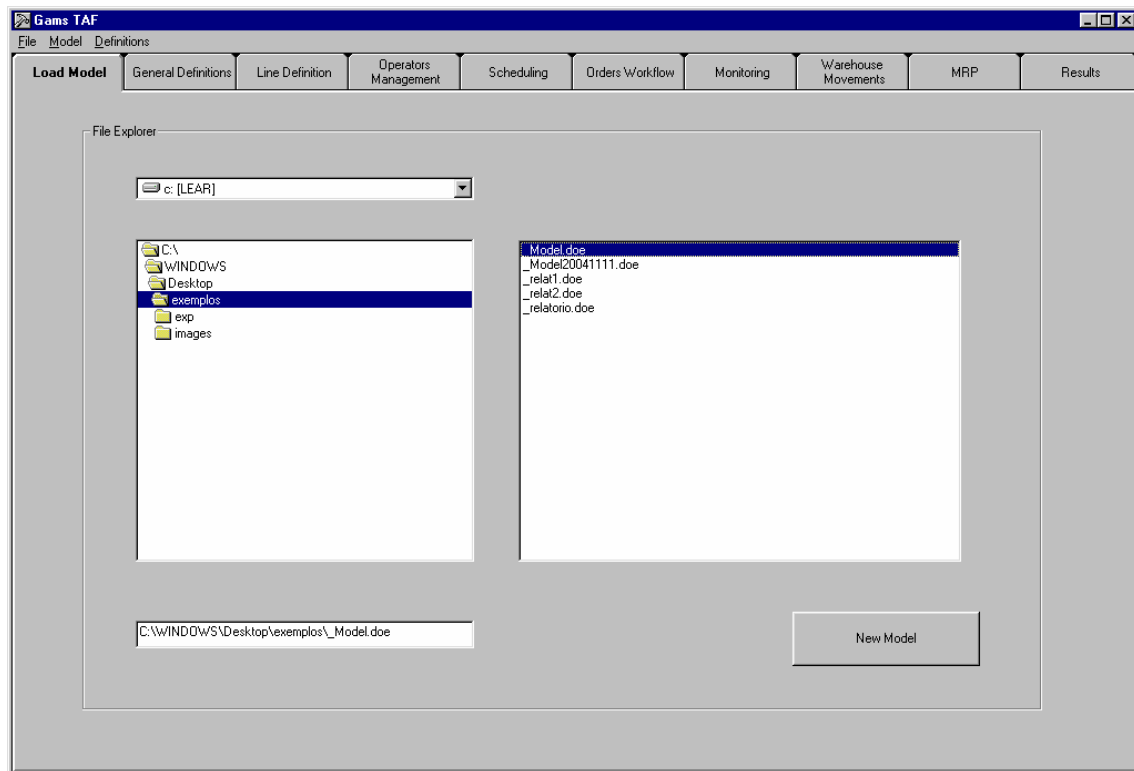 Gams TAF
File Model Definitions
Load Model General Definitions Line Definition Operators Management Scheduling Orders Workflow Monitoring Warehouse Movements MRP Results
File Explorer
c: [LEAR]
C:\
WINDOWS
Desktop
exemplos
exp
images
_Model.doe
_Model20041111.doe
_relat1.doe
_relat2.doe
_relatorio.doe
C:\WINDOWS\Desktop\exemplos\_Model.doe
New Model